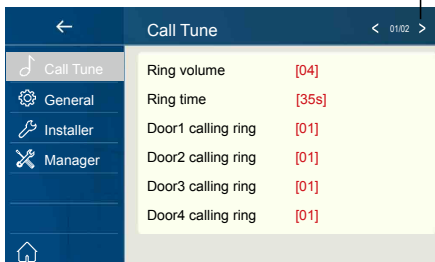 Call Tune < 01/02 >
Call Tune
General
Installer
Manager
Ring volume [04]
Ring time [35s]
Door1 calling ring [01]
Door2 calling ring [01]
Door3 calling ring [01]
Door4 calling ring [01]